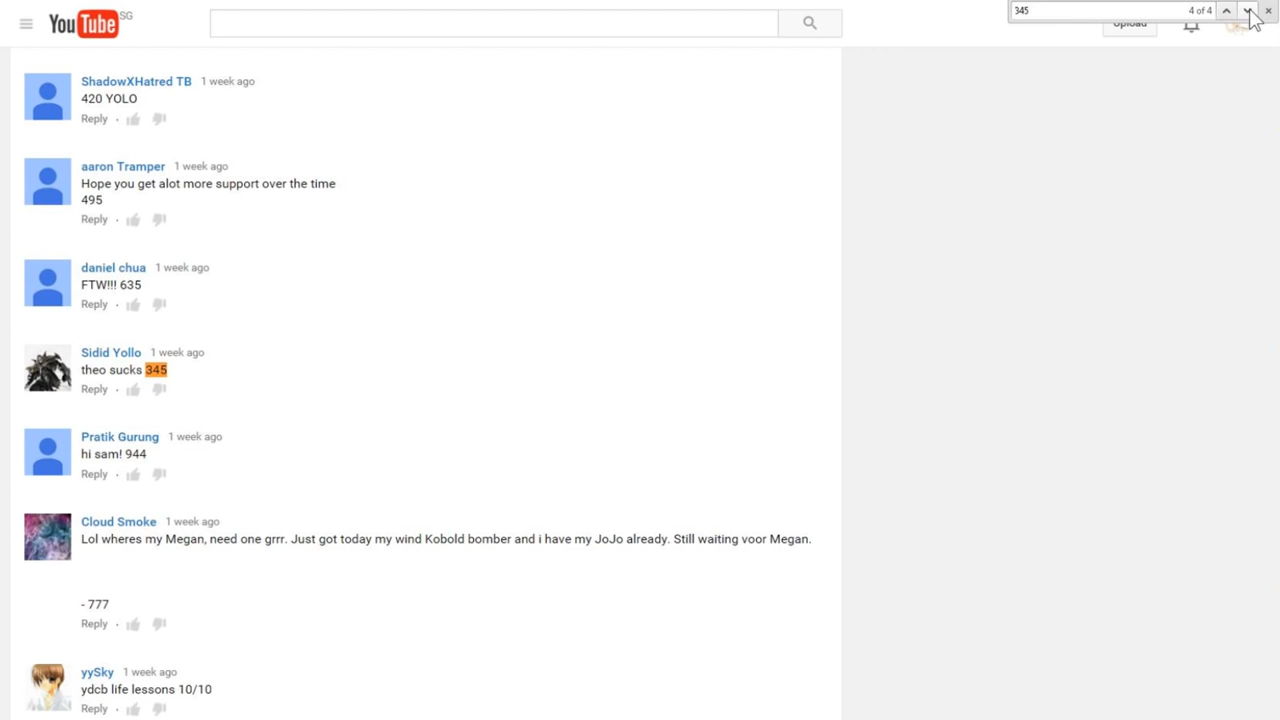 345 4 of 4
YouTube SG
Upload
ShadowXHatred TB 1 week ago
420 YOLO
Reply ·
aaron Tramper 1 week ago
Hope you get alot more support over the time
495
Reply ·
daniel chua 1 week ago
FTW!!! 635
Reply ·
Sidid Yollo 1 week ago
theo sucks 345
Reply ·
Pratik Gurung 1 week ago
hi sam! 944
Reply ·
Cloud Smoke 1 week ago
Lol wheres my Megan, need one grrr. Just got today my wind Kobold bomber and i have my JoJo already. Still waiting voor Megan.
- 777
Reply ·
yySky 1 week ago
ydcb life lessons 10/10
Reply ·